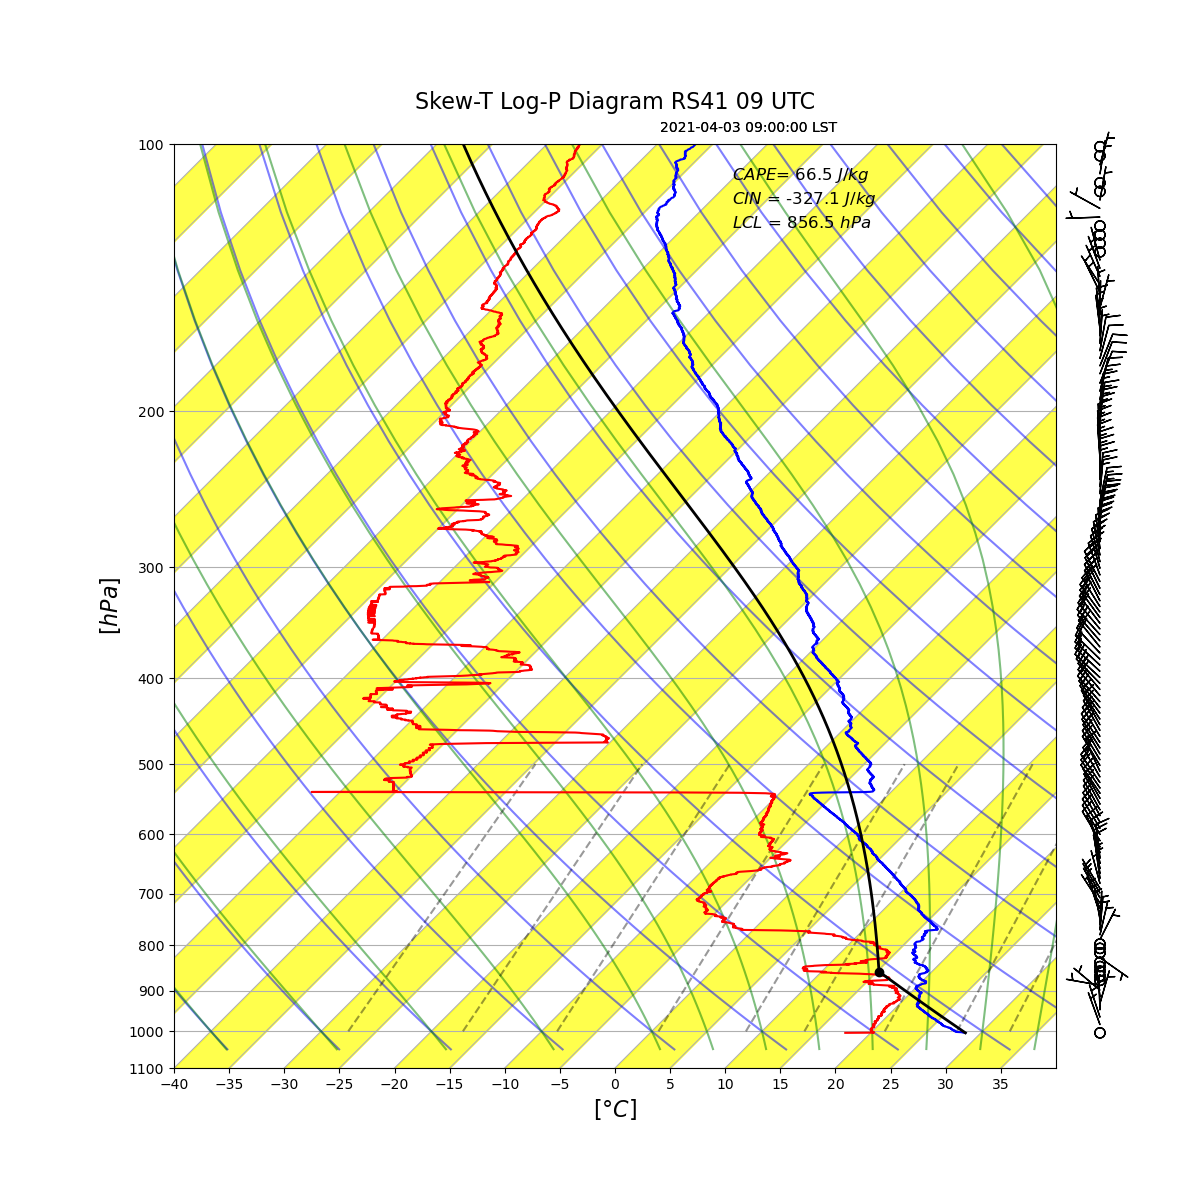 Skew-T Log-P Diagram RS41 09 UTC
2021-04-03 09:00:00 LST
CAPE= 66.5 J/kg
CIN = -327.1 J/kg
LCL = 856.5 hPa
100
200
300
400
500
600
700
800
900
1000
1100
[hPa]
−40 −35 −30 −25 −20 −15 −10 −5 0 5 10 15 20 25 30 35
[°C]